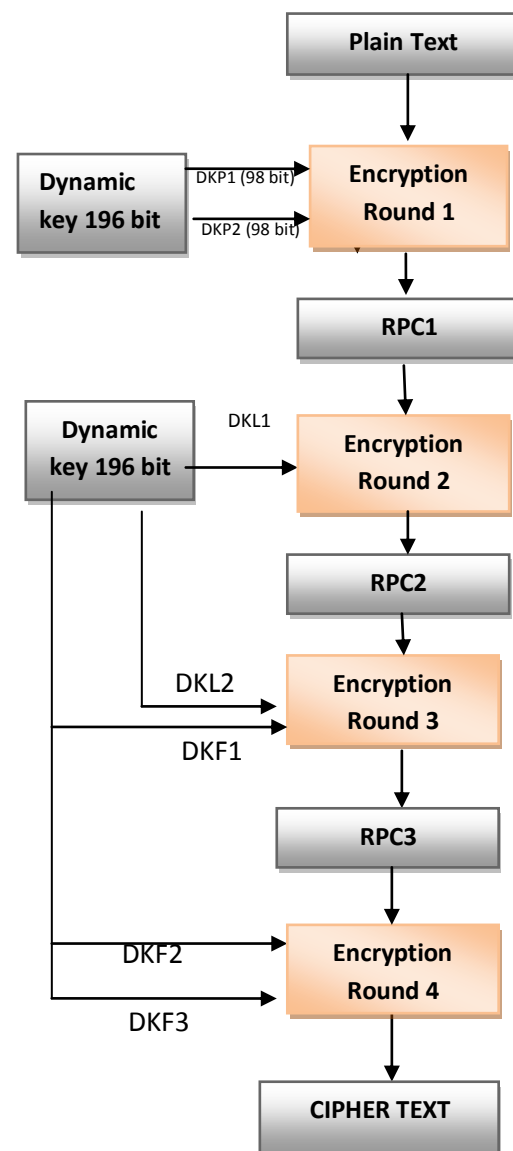 Plain Text
Dynamic
key 196 bit
DKP1 (98 bit)
DKP2 (98 bit)
Encryption
Round 1
RPC1
Dynamic
key 196 bit
DKL1
Encryption
Round 2
RPC2
DKL2
DKF1
Encryption
Round 3
RPC3
DKF2
DKF3
Encryption
Round 4
CIPHER TEXT